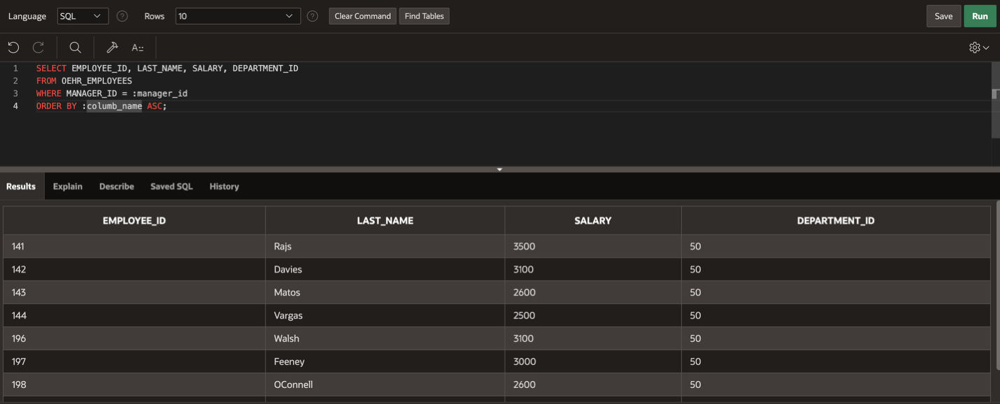 Language SQL ? Rows 10 ? Clear Command Find Tables Save Run
A::
1 SELECT EMPLOYEE_ID, LAST_NAME, SALARY, DEPARTMENT_ID
2 FROM OEHR_EMPLOYEES
3 WHERE MANAGER_ID = :manager_id
4 ORDER BY :columb_name ASC;
Results Explain Describe Saved SQL History
EMPLOYEE_ID LAST_NAME SALARY DEPARTMENT_ID
141 Rajs 3500 50
142 Davies 3100 50
143 Matos 2600 50
144 Vargas 2500 50
196 Walsh 3100 50
197 Feeney 3000 50
198 OConnell 2600 50